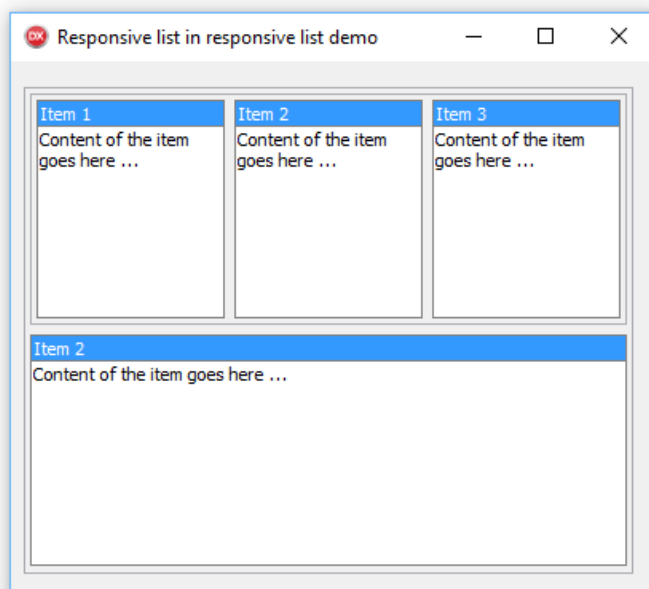 DX Responsive list in responsive list demo
Item 1 Item 2 Item 3
Content of the item Content of the item Content of the item
goes here ... goes here ... goes here ...
Item 2
Content of the item goes here ...